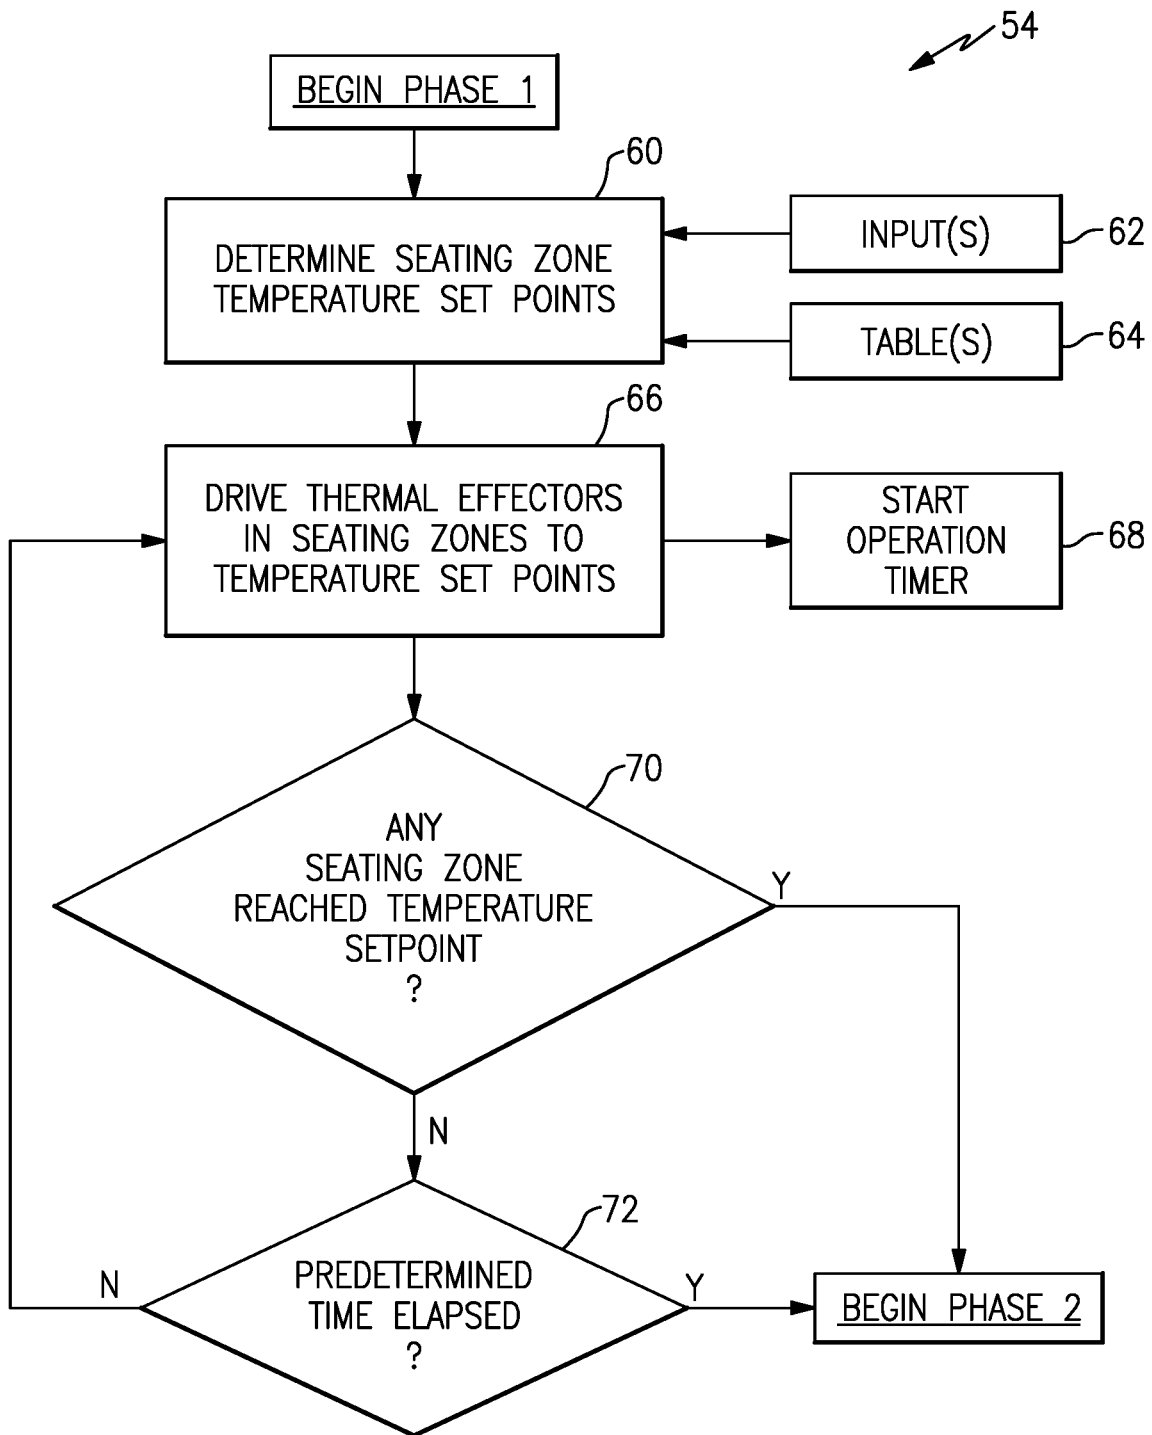 54
BEGIN PHASE 1
60
DETERMINE SEATING ZONE
TEMPERATURE SET POINTS
INPUT(S)
62
TABLE(S)
64
66
DRIVE THERMAL EFFECTORS
IN SEATING ZONES TO
TEMPERATURE SET POINTS
START
OPERATION
TIMER
68
70
ANY
SEATING ZONE
REACHED TEMPERATURE
SETPOINT
?
Y
N
72
PREDETERMINED
TIME ELAPSED
?
N
Y
BEGIN PHASE 2